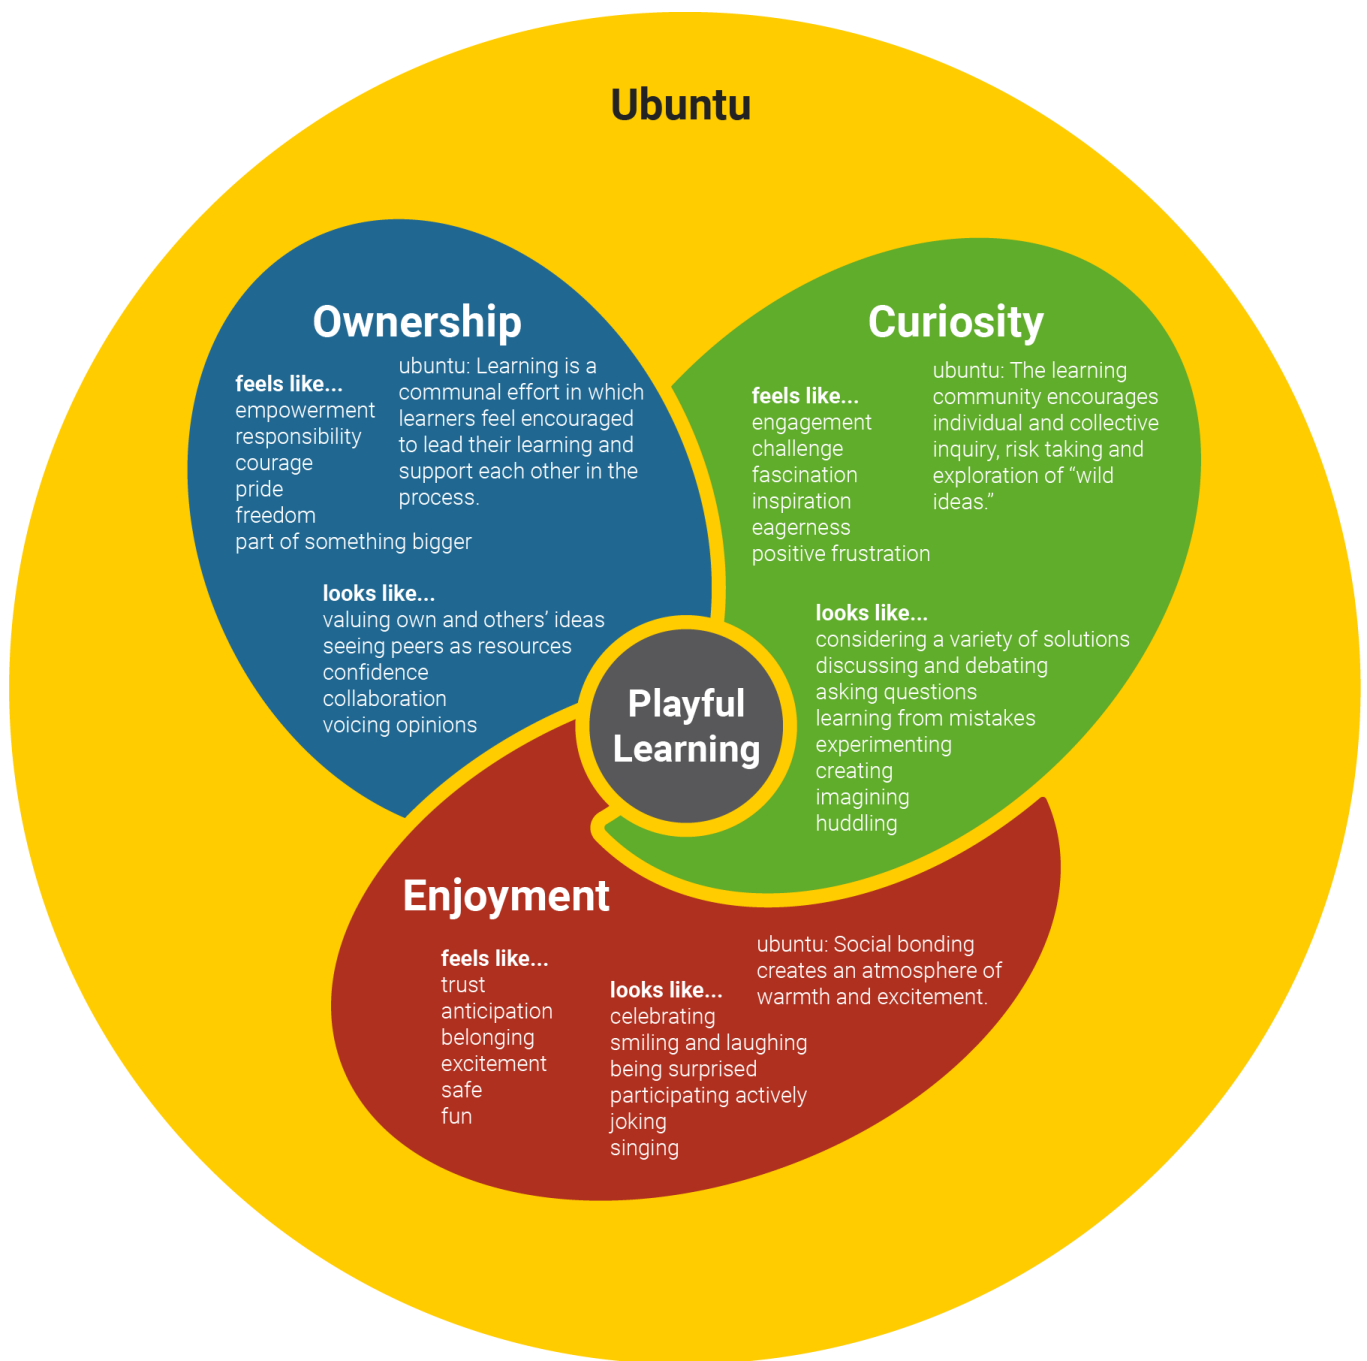 Ubuntu
Ownership
feels like...
empowerment
responsibility
courage
pride
freedom
part of something bigger
ubuntu: Learning is a
communal effort in which
learners feel encouraged
to lead their learning and
support each other in the
process.
looks like...
valuing own and others’ ideas
seeing peers as resources
confidence
collaboration
voicing opinions
Curiosity
feels like...
engagement
challenge
fascination
inspiration
eagerness
positive frustration
ubuntu: The learning
community encourages
individual and collective
inquiry, risk taking and
exploration of “wild
ideas.”
looks like...
considering a variety of solutions
discussing and debating
asking questions
learning from mistakes
experimenting
creating
imagining
huddling
Playful
Learning
Enjoyment
feels like...
trust
anticipation
belonging
excitement
safe
fun
looks like...
celebrating
smiling and laughing
being surprised
participating actively
joking
singing
ubuntu: Social bonding
creates an atmosphere of
warmth and excitement.